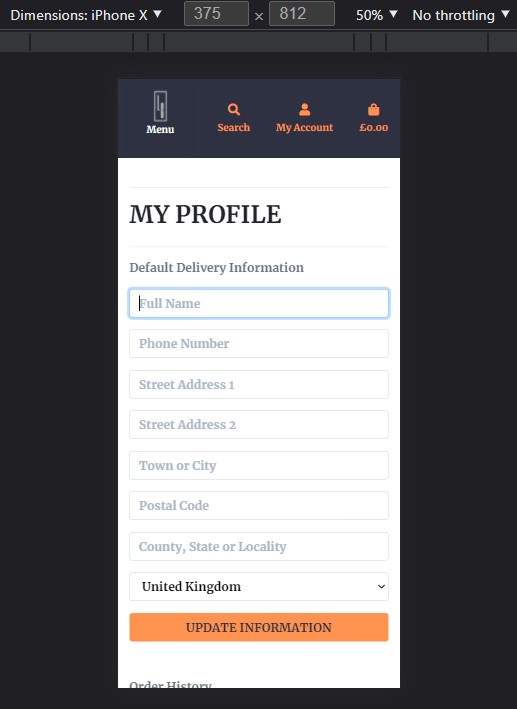 Dimensions: iPhone X ▼ 375 × 812 50% ▼ No throttling ▼
Menu Search My Account £0.00
MY PROFILE
Default Delivery Information
Full Name
Phone Number
Street Address 1
Street Address 2
Town or City
Postal Code
County, State or Locality
United Kingdom
UPDATE INFORMATION
Order History